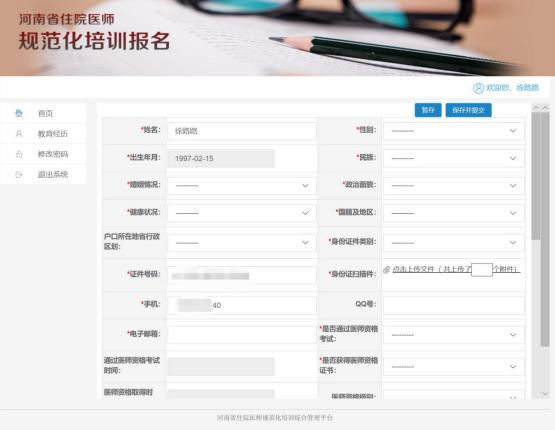 河南省住院医师
规范化培训报名
欢迎您、徐路路
首页
教育经历
修改密码
退出系统
暂存 保存并提交
*姓名: 徐路路 *性别: ----------
*出生年月: 1997-02-15 *民族: ----------
*婚姻情况: ---------- *政治面貌: ----------
*健康状况: ---------- *国籍及地区: ----------
户口所在地省行政
区划: ---------- *身份证件类别: ----------
*证件号码: *身份证扫描件: 点击上传文件（ 共上传了 个附件）
*手机: 40 QQ号:
*电子邮箱: *是否通过医师资格
考试: ----------
通过医师资格考试
时间: *是否获得医师资格
证书: ----------
医师资格取得时 医师资格级别: ----------
河南省住院医师规范化培训综合管理平台